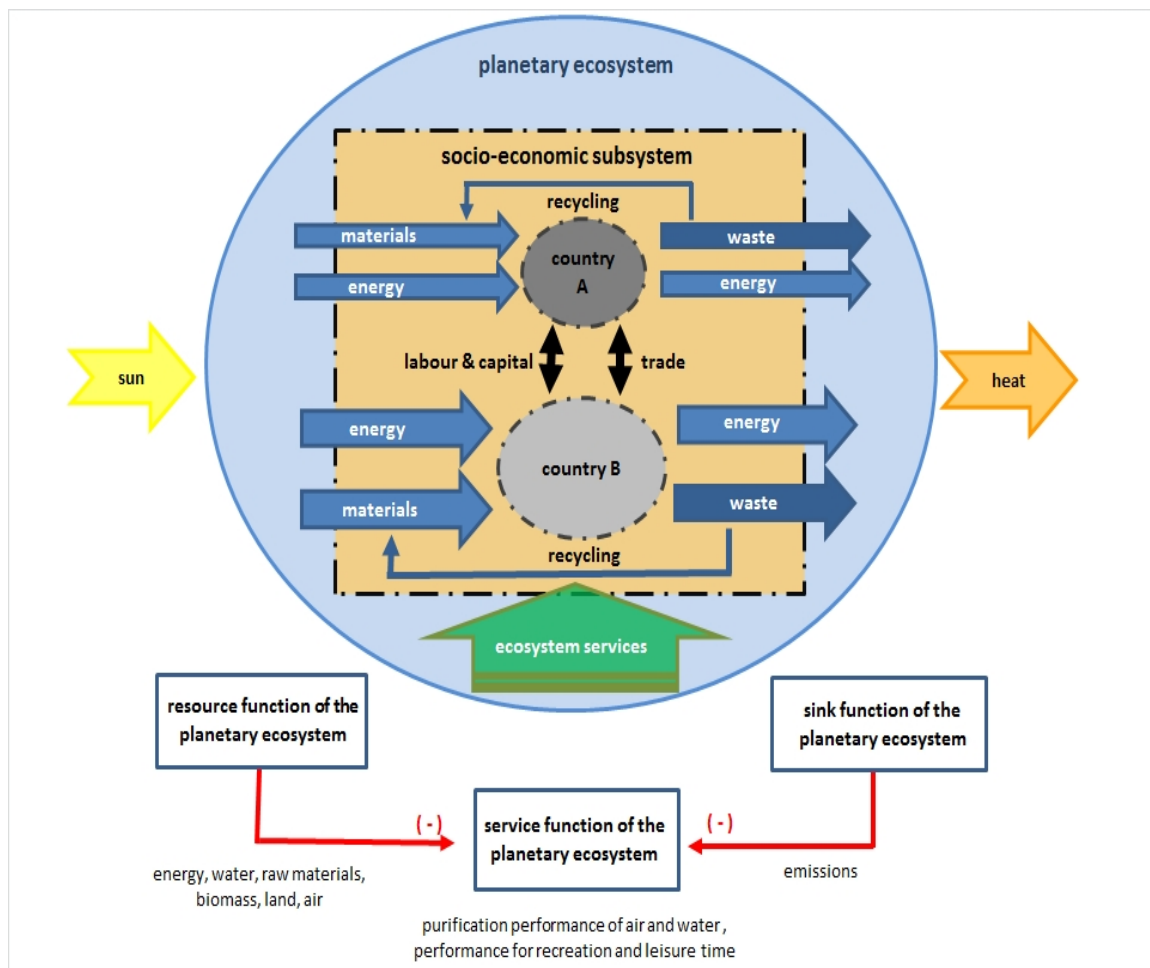 planetary ecosystem
socio-economic subsystem
recycling
materials
waste
country
A
energy
energy
labour & capital
trade
sun
heat
energy
energy
country B
materials
waste
recycling
ecosystem services
resource function of the
planetary ecosystem
sink function of the
planetary ecosystem
( - )
( - )
service function of the
planetary ecosystem
energy, water, raw materials,
biomass, land, air
emissions
purification performance of air and water ,
performance for recreation and leisure time